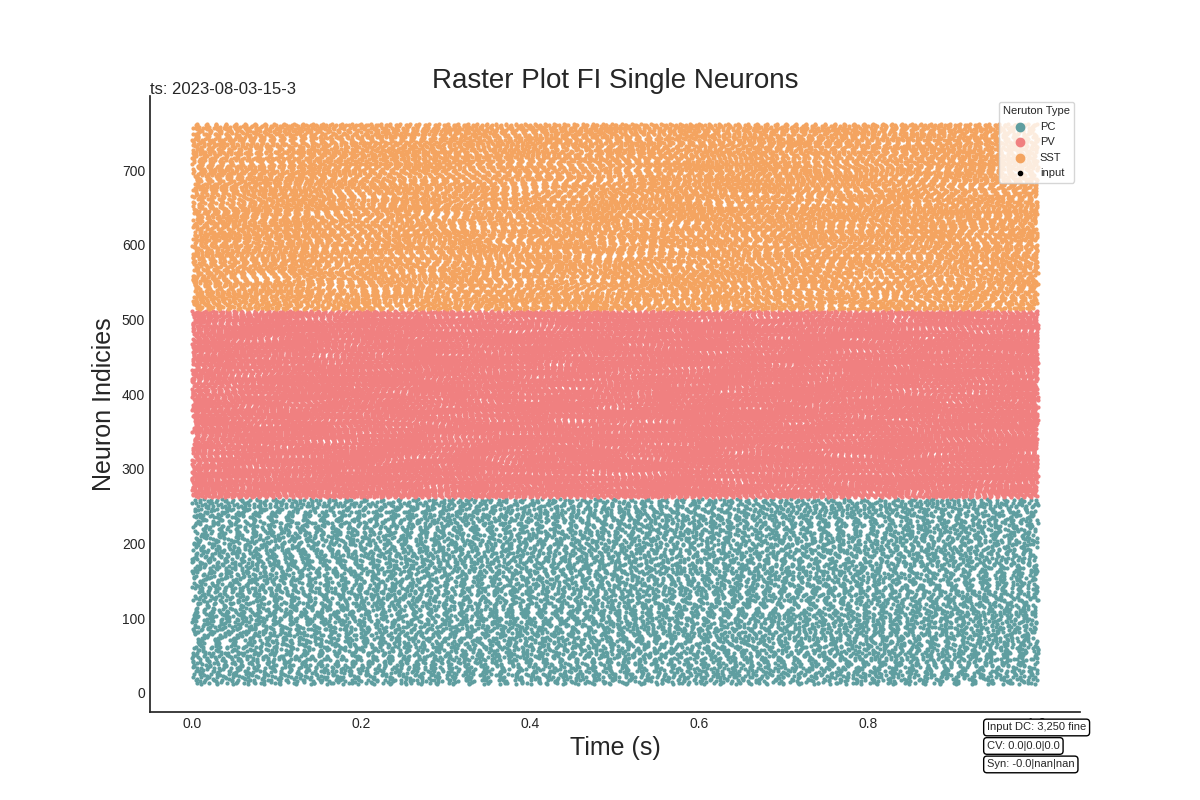 Raster Plot FI Single Neurons
ts: 2023-08-03-15-3
Neruton Type
PC
PV
SST
input
Neuron Indicies
700
600
500
400
300
200
100
0
0.0 0.2 0.4 0.6 0.8
Time (s)
Input DC: 3,250 fine
CV: 0.0|0.0|0.0
Syn: -0.0|nan|nan